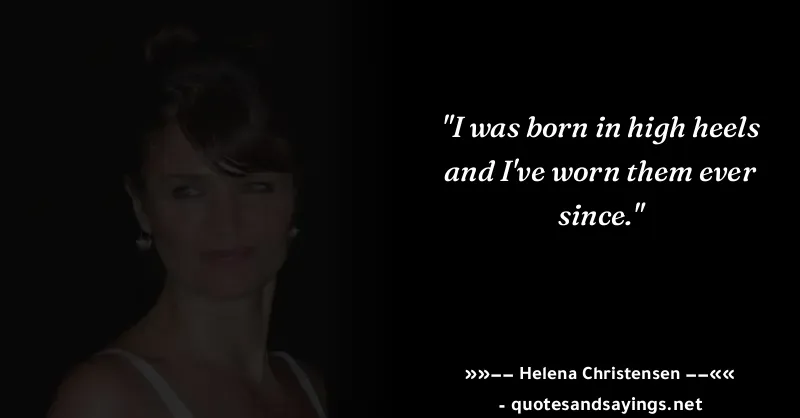 "I was born in high heels
and I've worn them ever
since."
»»–– Helena Christensen ––««
- quotesandsayings.net